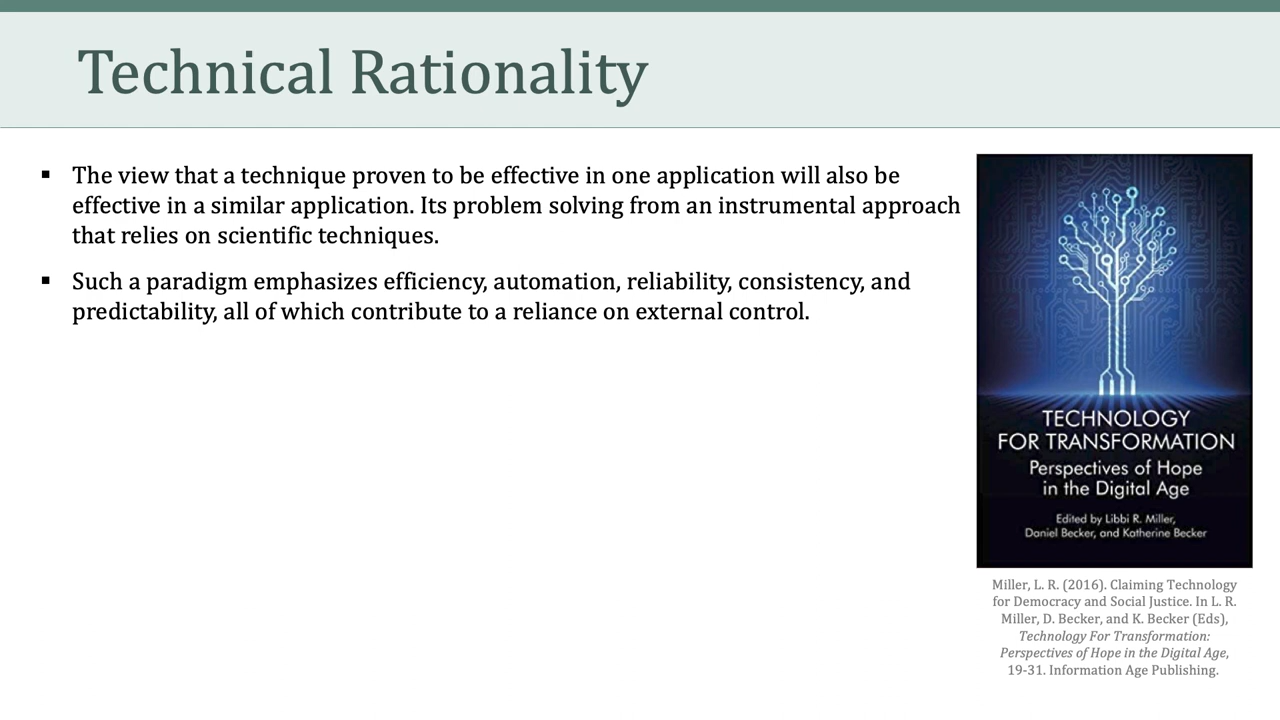 Technical Rationality
▪ The view that a technique proven to be effective in one application will also be
effective in a similar application. Its problem solving from an instrumental approach
that relies on scientific techniques.
▪ Such a paradigm emphasizes efficiency, automation, reliability, consistency, and
predictability, all of which contribute to a reliance on external control.
TECHNOLOGY
FOR TRANSFORMATION
Perspectives of Hope
in the Digital Age
Edited by Libbi R. Miller,
Daniel Becker, and Katherine Becker
Miller, L. R. (2016). Claiming Technology
for Democracy and Social Justice. In L. R.
Miller, D. Becker, and K. Becker (Eds),
Technology For Transformation:
Perspectives of Hope in the Digital Age,
19-31. Information Age Publishing.